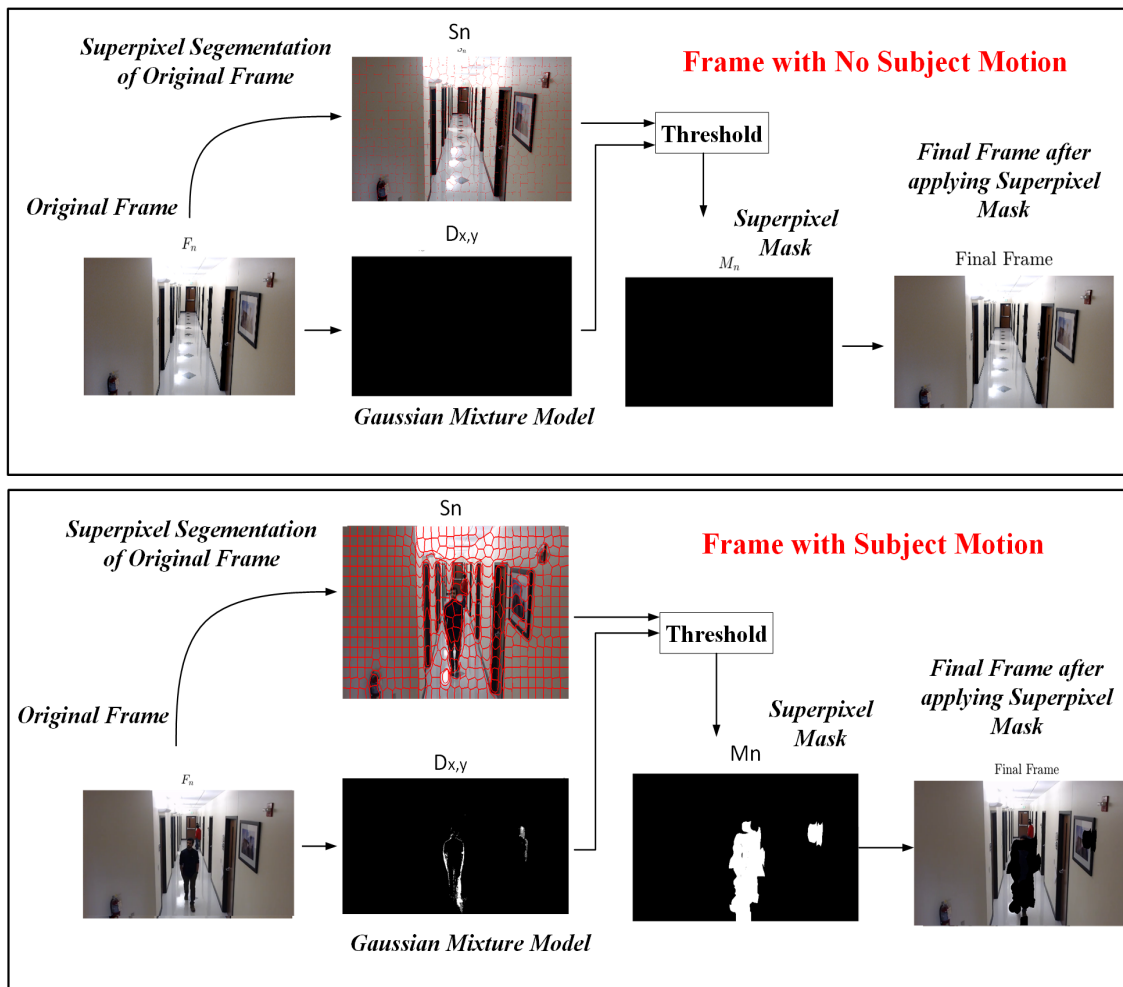 Superpixel Segementation
of Original Frame
Sn
Frame with No Subject Motion
Threshold
Final Frame after
applying Superpixel
Mask
Original Frame
Superpixel
Mask
Fn
Dx,y
Mn
Final Frame
Gaussian Mixture Model
Superpixel Segementation
of Original Frame
Sn
Frame with Subject Motion
Threshold
Final Frame after
applying Superpixel
Mask
Original Frame
Superpixel
Mask
Fn
Dx,y
Mn
Final Frame
Gaussian Mixture Model